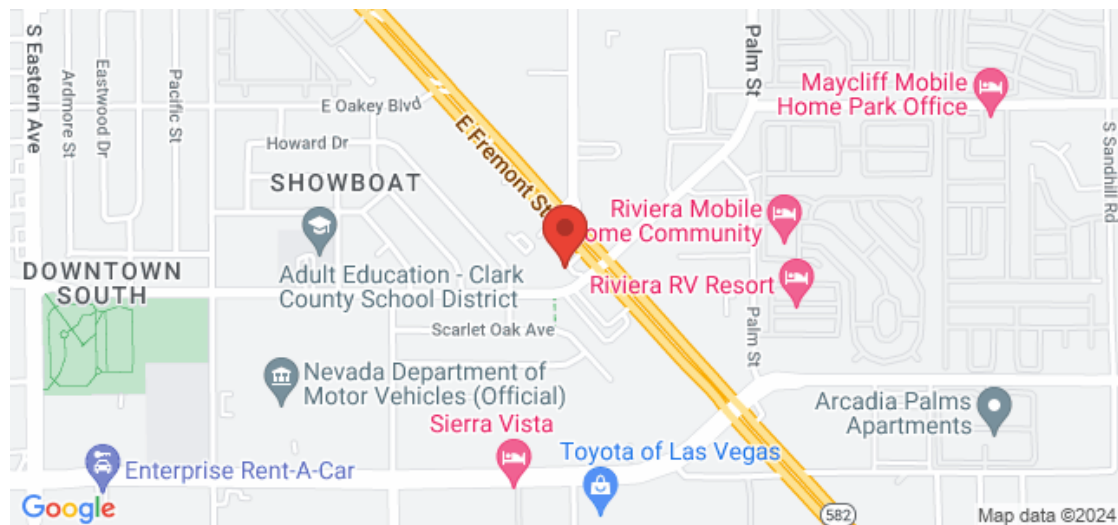 S Eastern Ave
Ardmore St
Eastwood Dr
Pacific St
E Oakey Blvd
Howard Dr
SHOWBOAT
E Fremont St
Palm St
Maycliff Mobile
Home Park Office
S Sandhill Rd
Riviera Mobile
ome Community
Riviera RV Resort
DOWNTOWN
SOUTH
Adult Education - Clark
County School District
Scarlet Oak Ave
Palm St
Nevada Department of
Motor Vehicles (Official)
Sierra Vista
Arcadia Palms
Apartments
Toyota of Las Vegas
Enterprise Rent-A-Car
Google
582
Map data ©2024